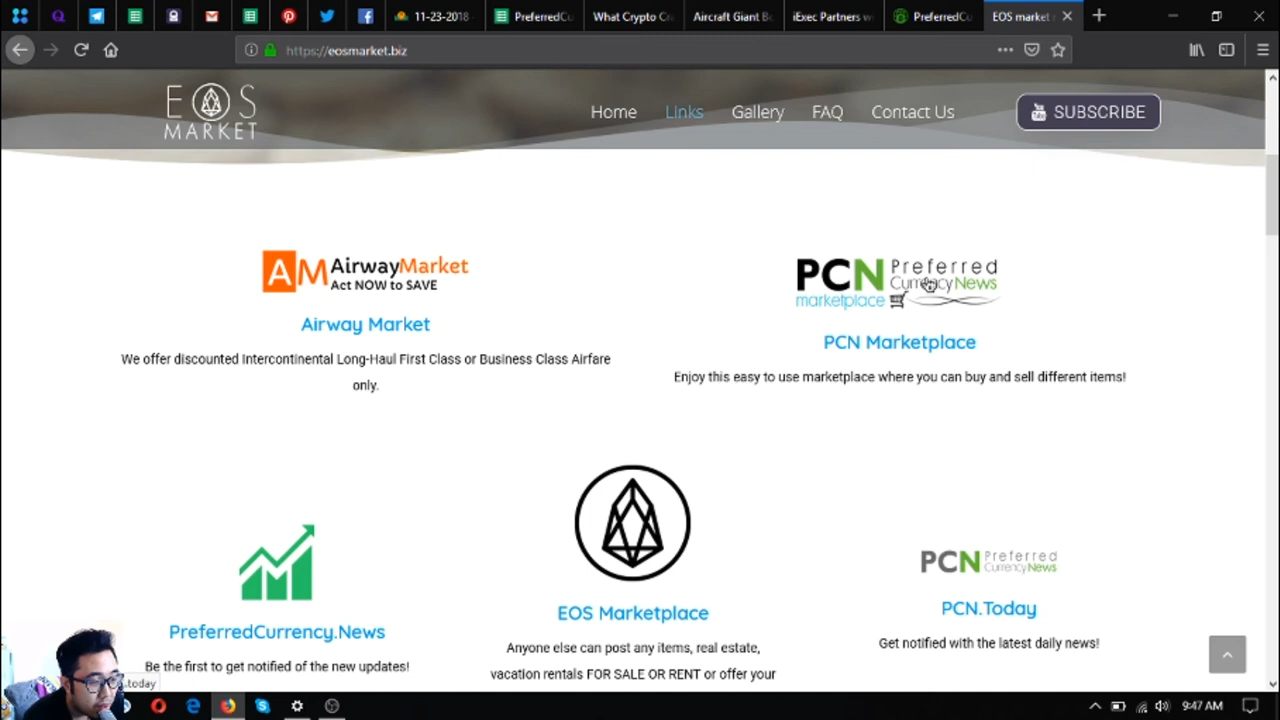 11-23-2018
PreferredCu
What Crypto Cr
Aircraft Giant Bo
iExec Partners w
PreferredCu
EOS market
https://eosmarket.biz
EOS
MARKET
Home
Links
Gallery
FAQ
Contact Us
SUBSCRIBE
AM AirwayMarket
Act NOW to SAVE
Airway Market
We offer discounted Intercontinental Long-Haul First Class or Business Class Airfare
only.
PCN Preferred
CurrencyNews
marketplace
PCN Marketplace
Enjoy this easy to use marketplace where you can buy and sell different items!
PreferredCurrency.News
Be the first to get notified of the new updates!
EOS Marketplace
Anyone else can post any items, real estate,
vacation rentals FOR SALE OR RENT or offer your
PCN Preferred
CurrencyNews
PCN.Today
Get notified with the latest daily news!
.today
9:47 AM